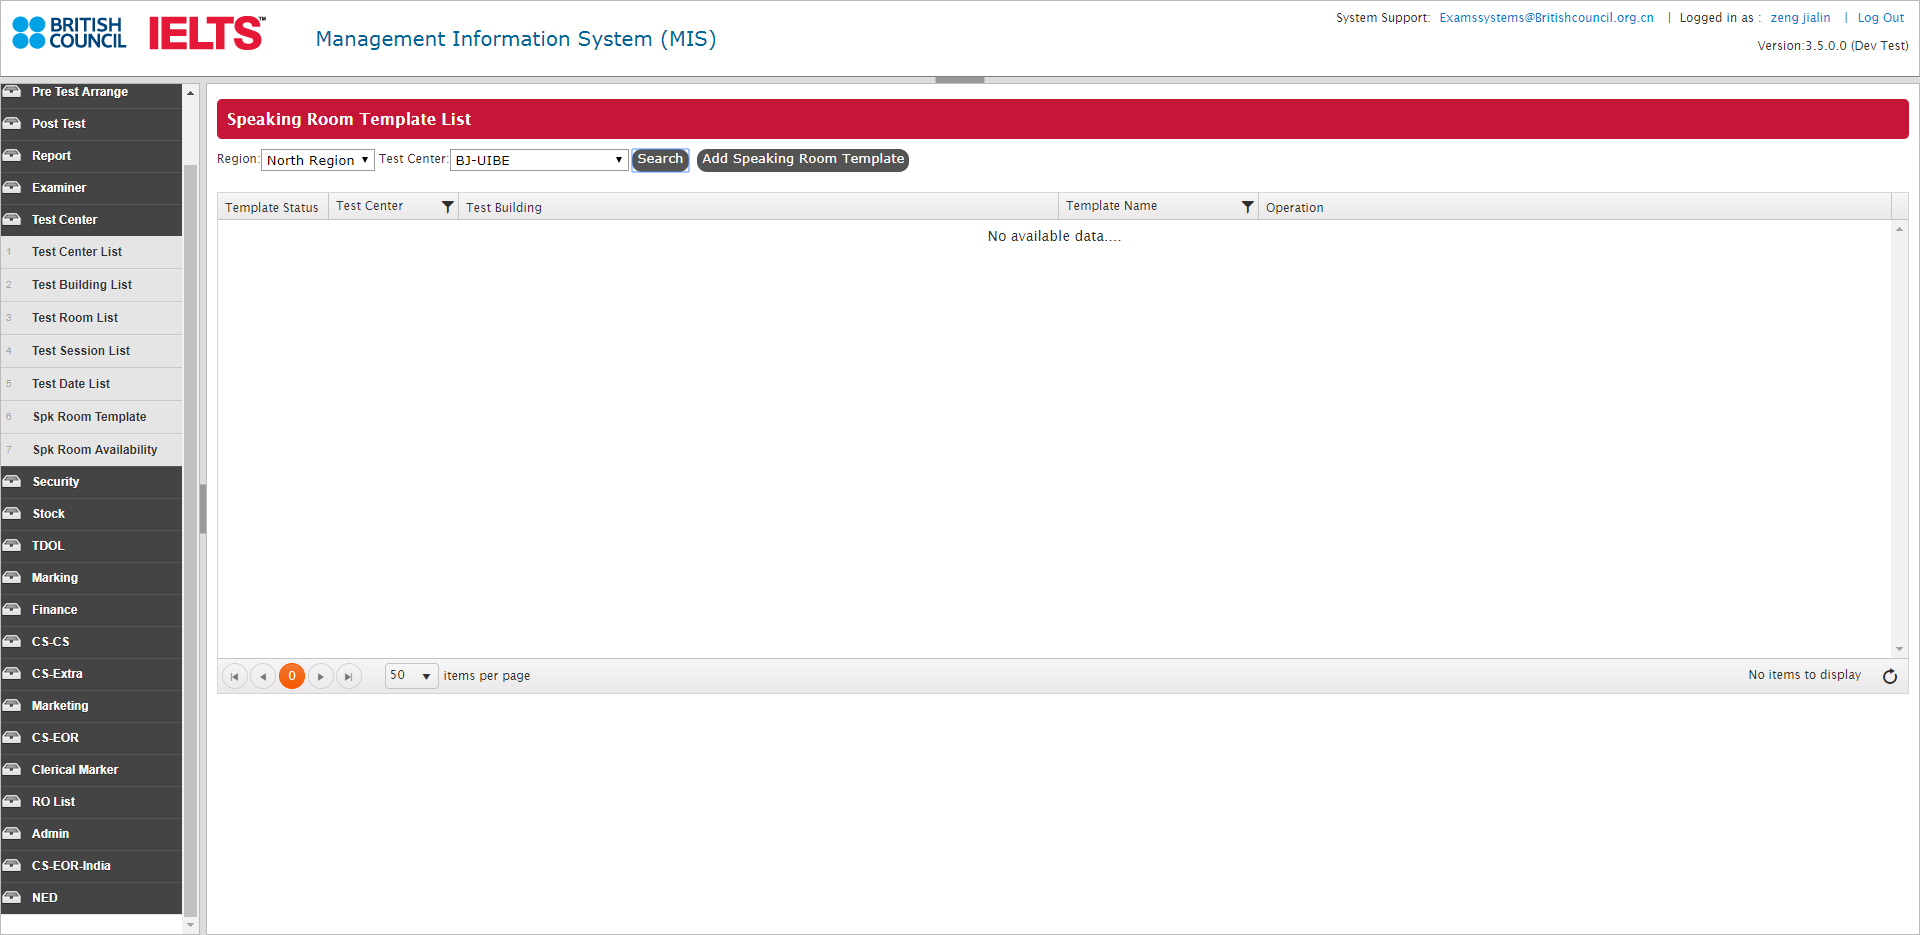 BRITISH
COUNCIL
IELTS™
Management Information System (MIS)
System Support: Examssystems@Britishcouncil.org.cn | Logged in as : zeng jialin | Log Out
Version:3.5.0.0 (Dev Test)
Pre Test Arrange
Post Test
Report
Examiner
Test Center
1 Test Center List
2 Test Building List
3 Test Room List
4 Test Session List
5 Test Date List
6 Spk Room Template
7 Spk Room Availability
Security
Stock
TDOL
Marking
Finance
CS-CS
CS-Extra
Marketing
CS-EOR
Clerical Marker
RO List
Admin
CS-EOR-India
NED
Speaking Room Template List
Region: North Region Test Center: BJ-UIBE Search Add Speaking Room Template
Template Status Test Center Test Building Template Name Operation
No available data....
0 50 items per page No items to display